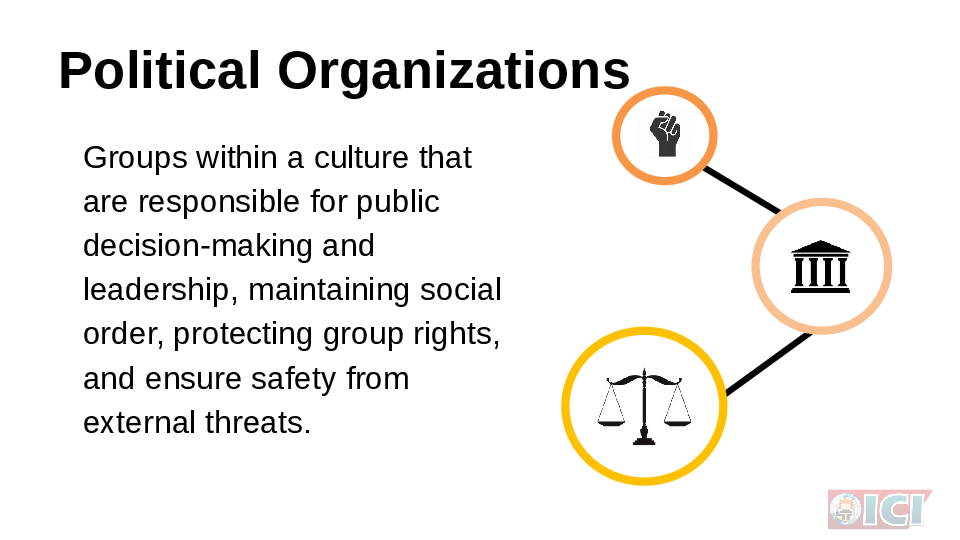 Political Organizations
Groups within a culture that
are responsible for public
decision-making and
leadership, maintaining social
order, protecting group rights,
and ensure safety from
external threats.
ICI